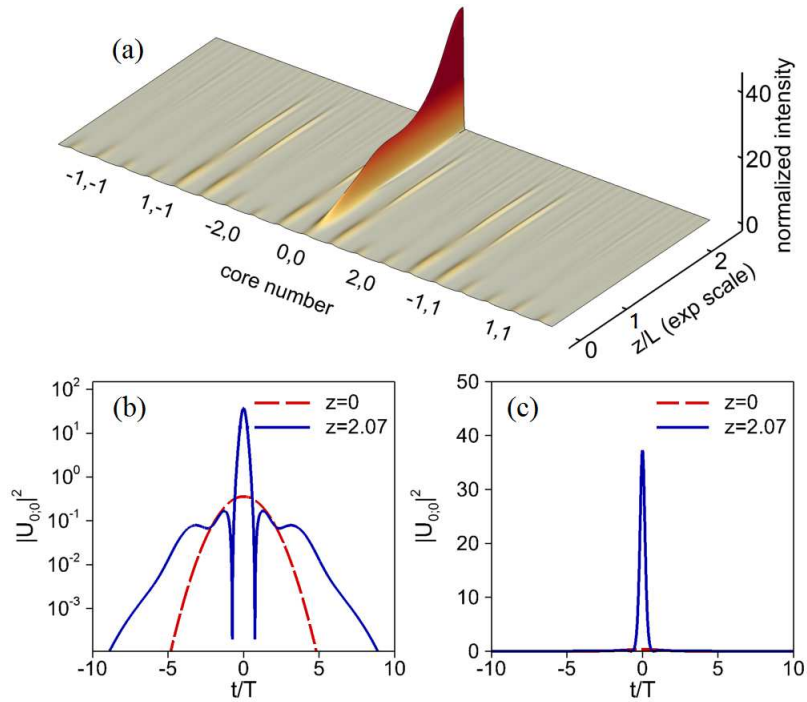 (a)
normalized intensity
40
20
0
-1,-1
1,-1
-2,0
0,0
2,0
-1,1
1,1
core number
0
1
2
z/L (exp scale)
(b)
z=0
z=2.07
|U0;0|²
10²
10¹
10⁰
10⁻¹
10⁻²
10⁻³
-10
-5
0
5
10
t/T
(c)
z=0
z=2.07
|U0;0|²
50
40
30
20
10
0
-10
-5
0
5
10
t/T